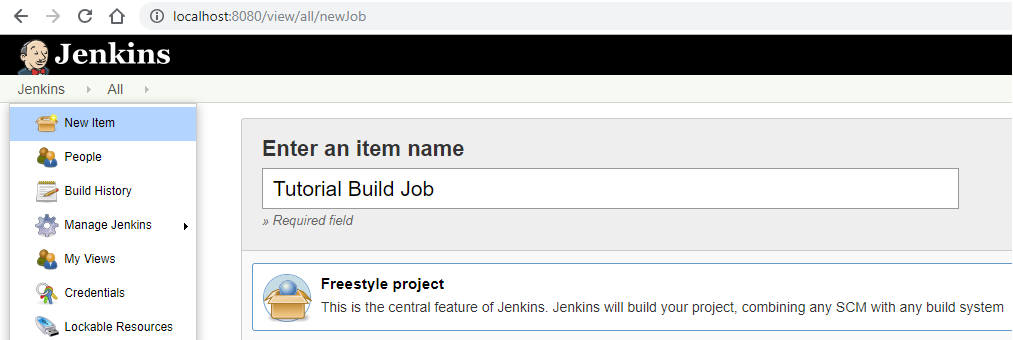 localhost:8080/view/all/newJob
Jenkins
Jenkins All
New Item
People
Build History
Manage Jenkins
My Views
Credentials
Lockable Resources
Enter an item name
Tutorial Build Job
» Required field
Freestyle project
This is the central feature of Jenkins. Jenkins will build your project, combining any SCM with any build system